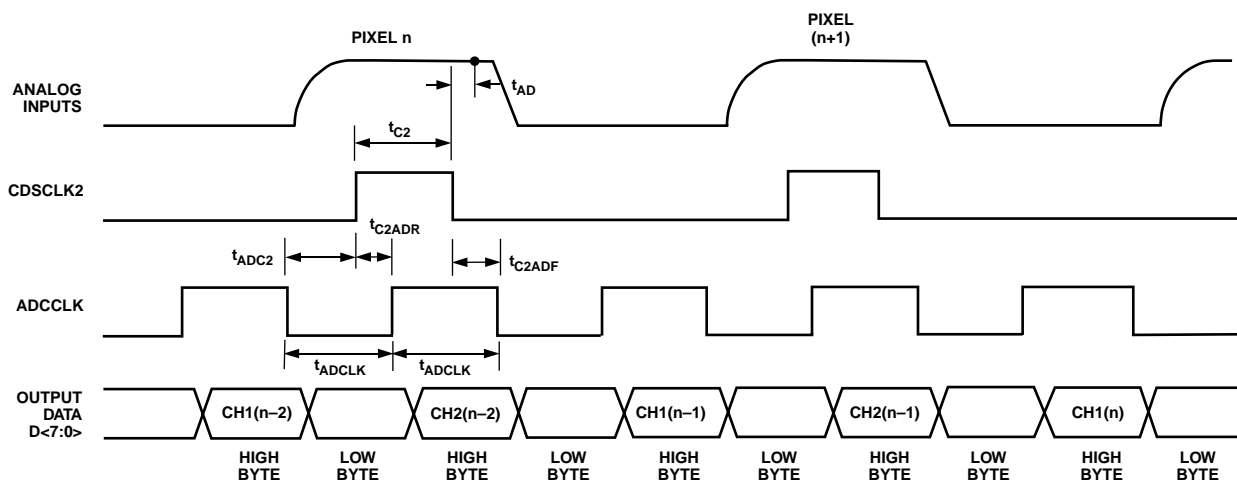 PIXEL n
PIXEL
(n+1)
ANALOG
INPUTS
tAD
tC2
CDSCLK2
tC2ADR
tADC2
tC2ADF
ADCCLK
tADCLK
tADCLK
OUTPUT
DATA
D<7:0>
CH1(n–2)
CH2(n–2)
CH1(n–1)
CH2(n–1)
CH1(n)
HIGH
BYTE
LOW
BYTE
HIGH
BYTE
LOW
BYTE
HIGH
BYTE
LOW
BYTE
HIGH
BYTE
LOW
BYTE
HIGH
BYTE
LOW
BYTE